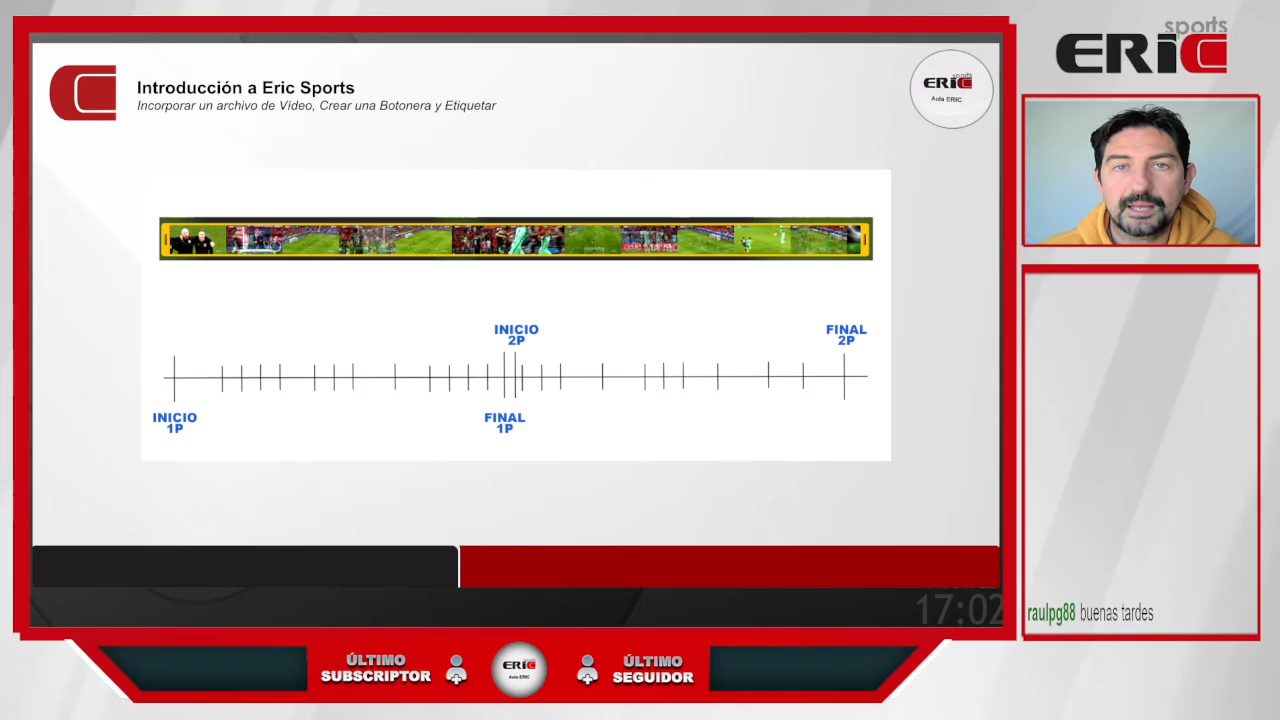 sports
ERIC
Introducción a Eric Sports
Incorporar un archivo de Vídeo, Crear una Botonera y Etiquetar
sports
ERIC
Aula ERIC
INICIO
2P
FINAL
2P
INICIO
1P
FINAL
1P
17:02
raulpg88 buenas tardes
ÚLTIMO
SUBSCRIPTOR
ERIC
Aula ERIC
ÚLTIMO
SEGUIDOR